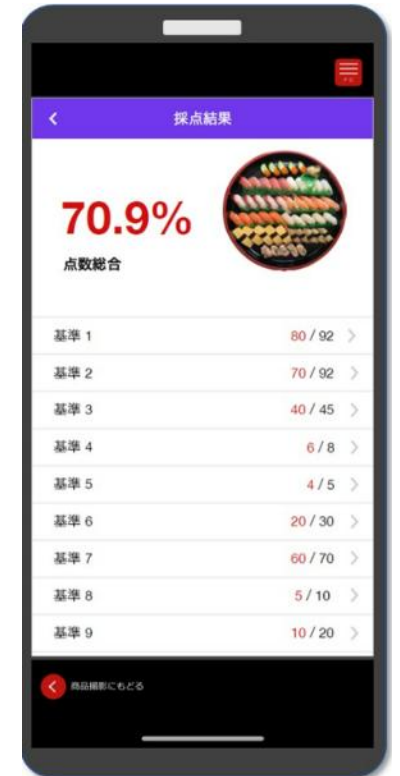 採点結果
70.9%
点数総合
基準 1 80 / 92
基準 2 70 / 92
基準 3 40 / 45
基準 4 6 / 8
基準 5 4 / 5
基準 6 20 / 30
基準 7 60 / 70
基準 8 5 / 10
基準 9 10 / 20
商品撮影にもどる